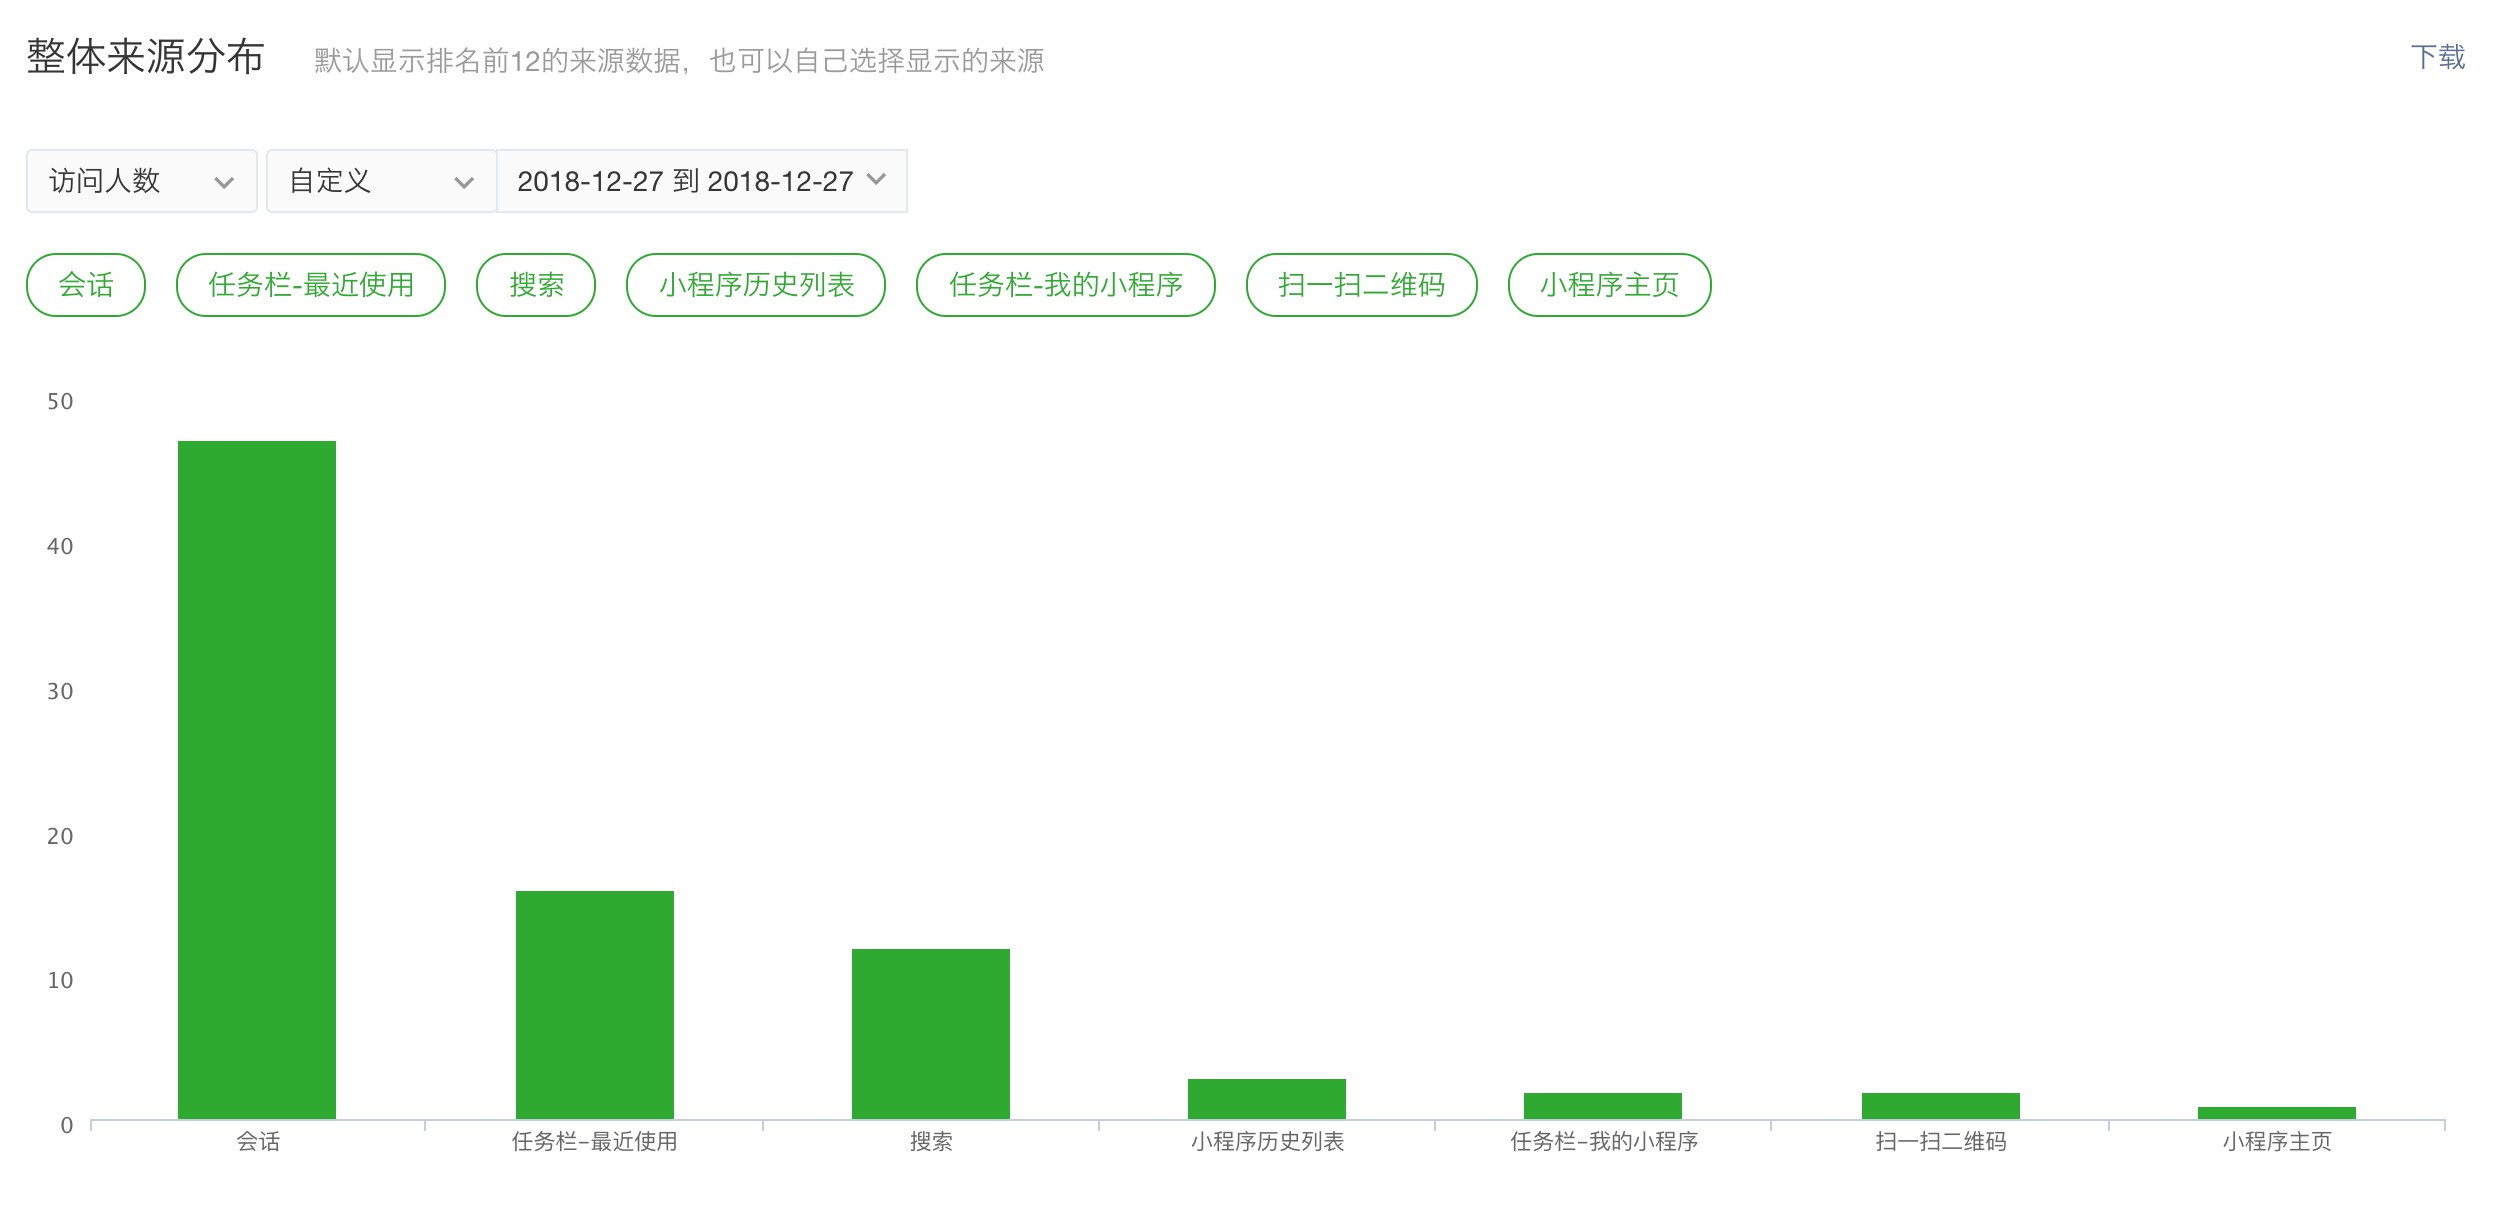 整体来源分布 默认显示排名前12的来源数据，也可以自己选择显示的来源 下载
访问人数 自定义 2018-12-27 到 2018-12-27
会话 任务栏-最近使用 搜索 小程序历史列表 任务栏-我的小程序 扫一扫二维码 小程序主页
50
40
30
20
10
0
会话 任务栏-最近使用 搜索 小程序历史列表 任务栏-我的小程序 扫一扫二维码 小程序主页